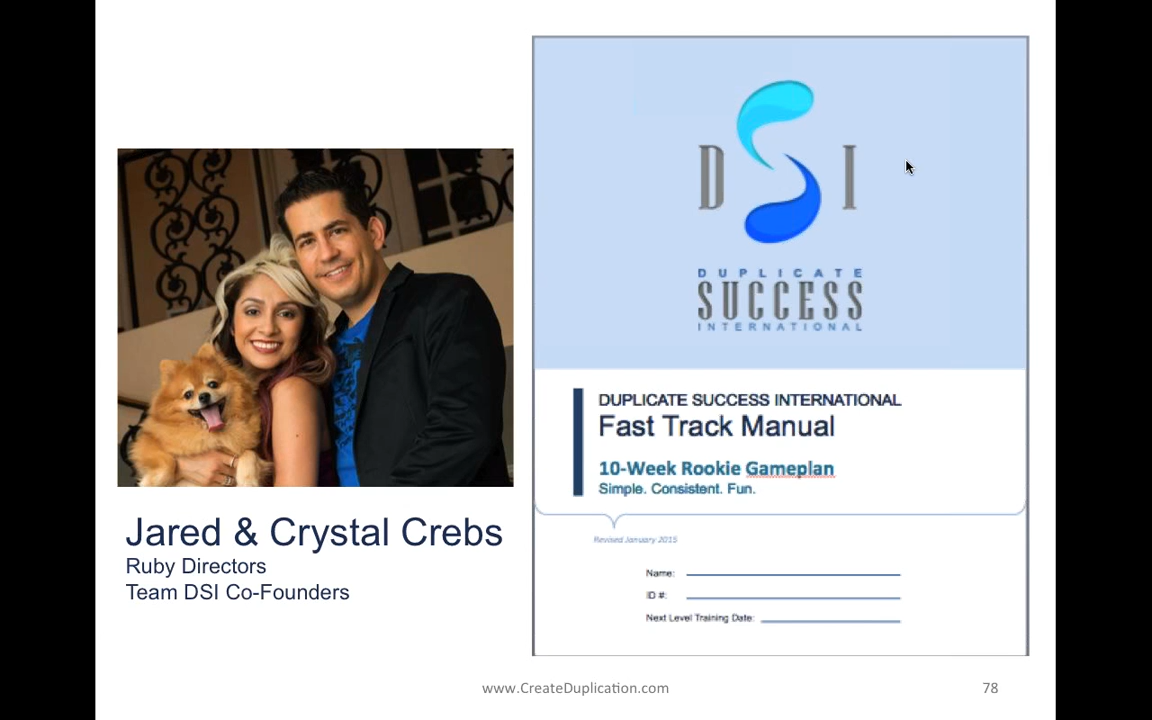 Jared & Crystal Crebs
Ruby Directors
Team DSI Co-Founders
D S I
DUPLICATE
SUCCESS
INTERNATIONAL
DUPLICATE SUCCESS INTERNATIONAL
Fast Track Manual
10-Week Rookie Gameplan
Simple. Consistent. Fun.
Revised January 2015
Name:
ID #:
Next Level Training Date:
www.CreateDuplication.com
78